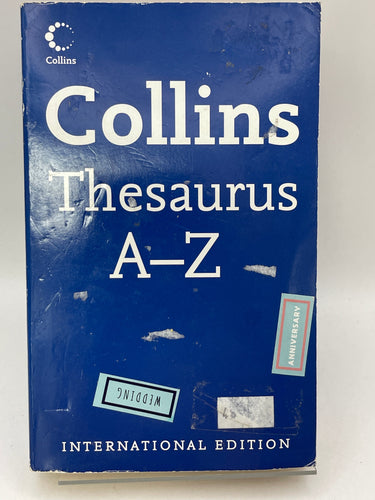 Collins
Collins
Thesaurus
A–Z
ANNIVERSARY
WEDDING
INTERNATIONAL EDITION